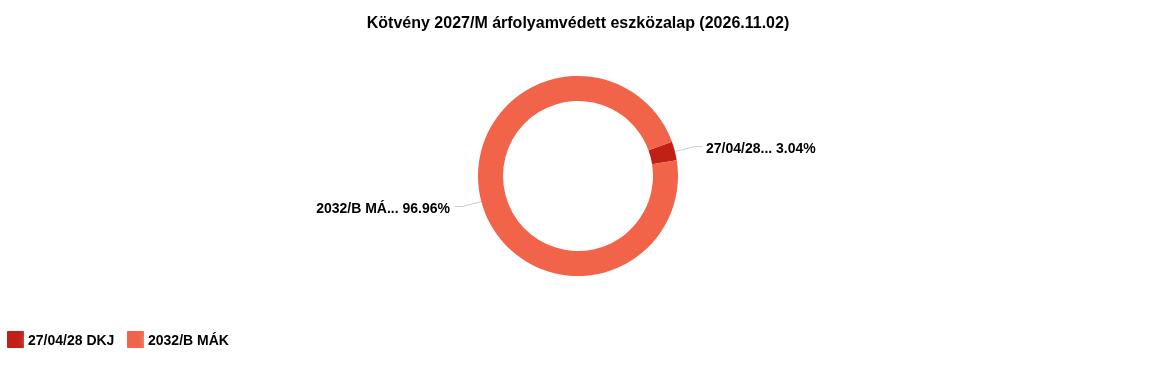 Kötvény 2027/M árfolyamvédett eszközalap (2026.11.02)
27/04/28... 3.04%
2032/B MÁ... 96.96%
27/04/28 DKJ
2032/B MÁK